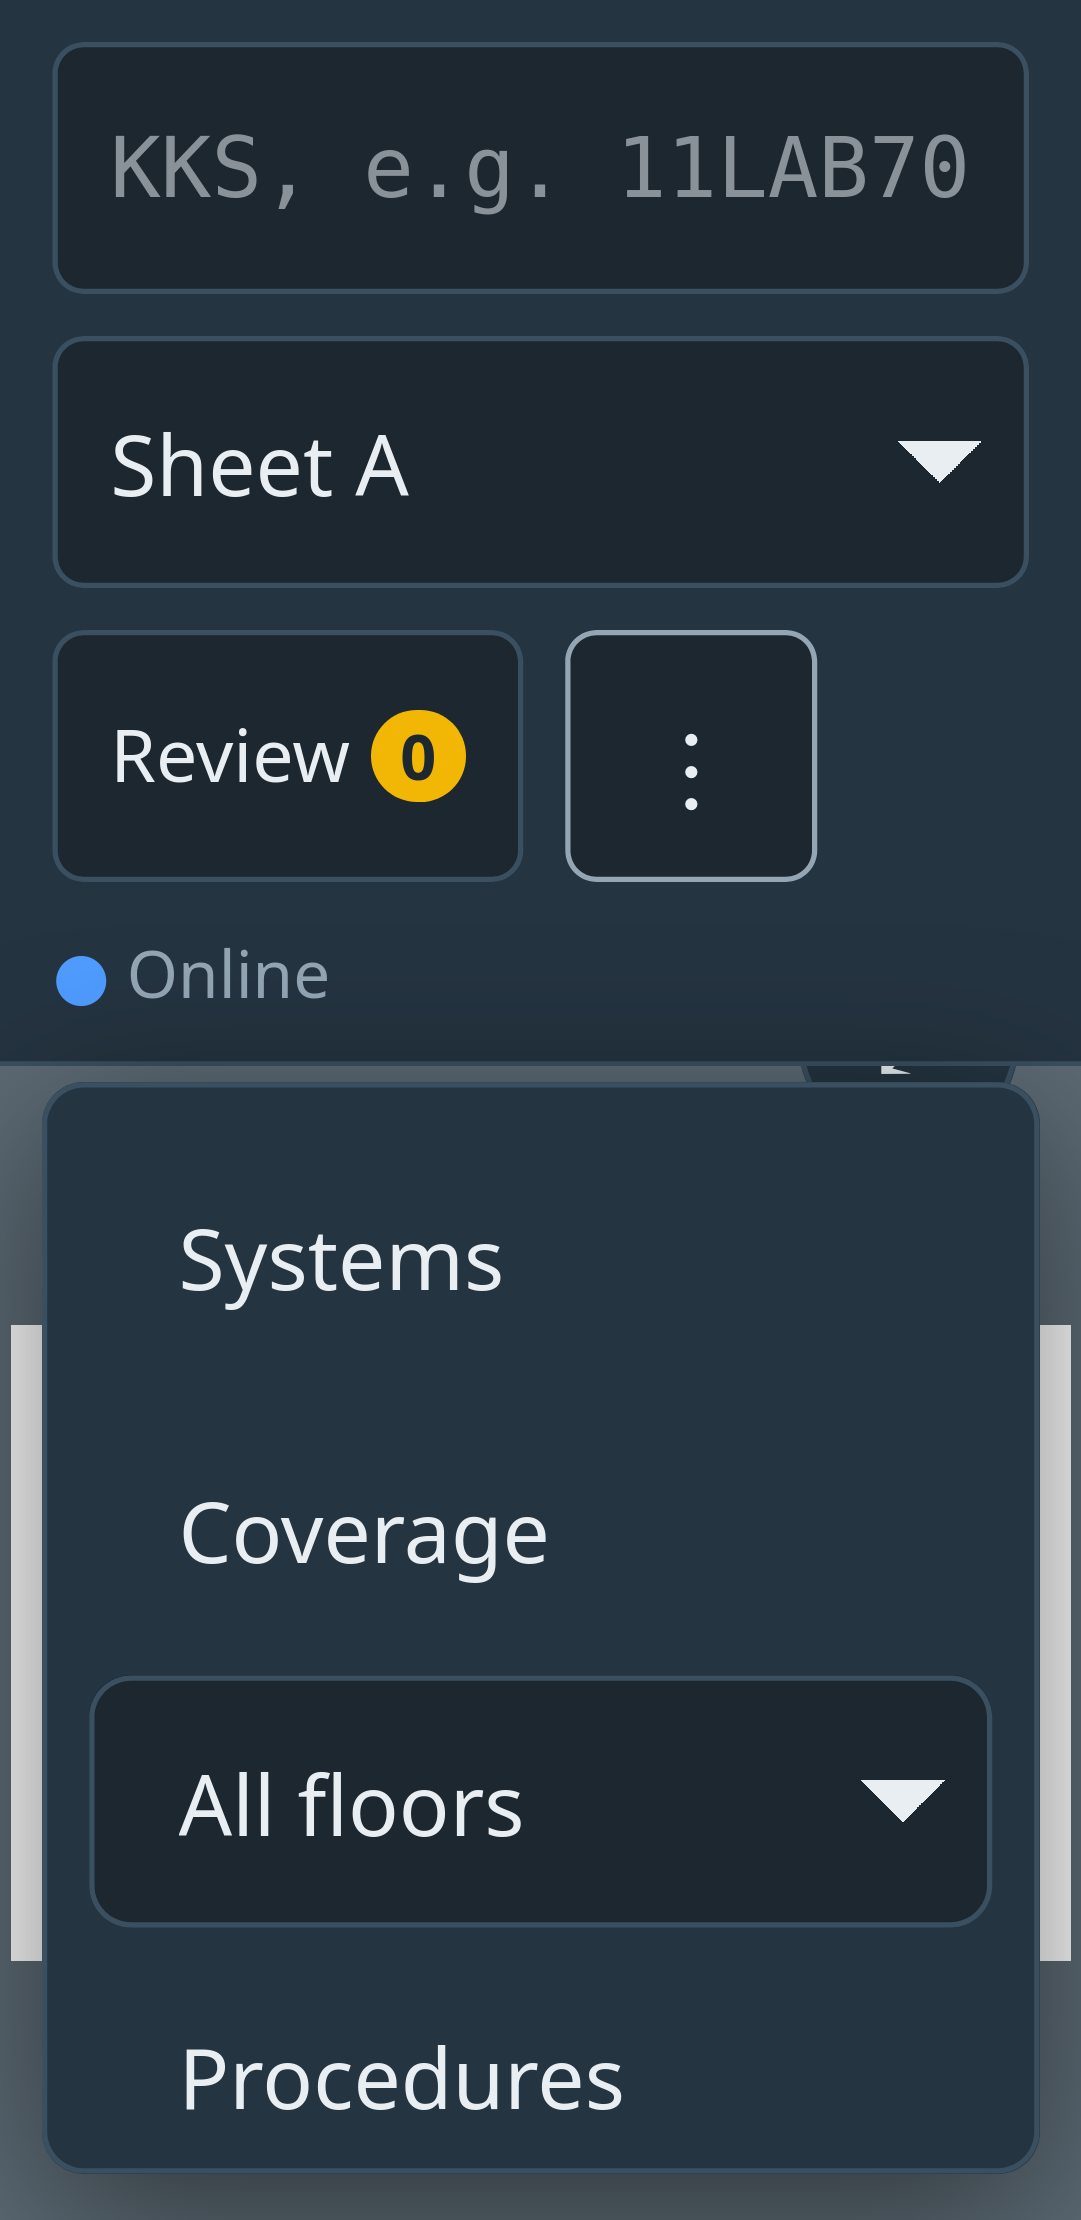 KKS, e.g. 11LAB70
Sheet A
Review 0
Online
Systems
Coverage
All floors
Procedures